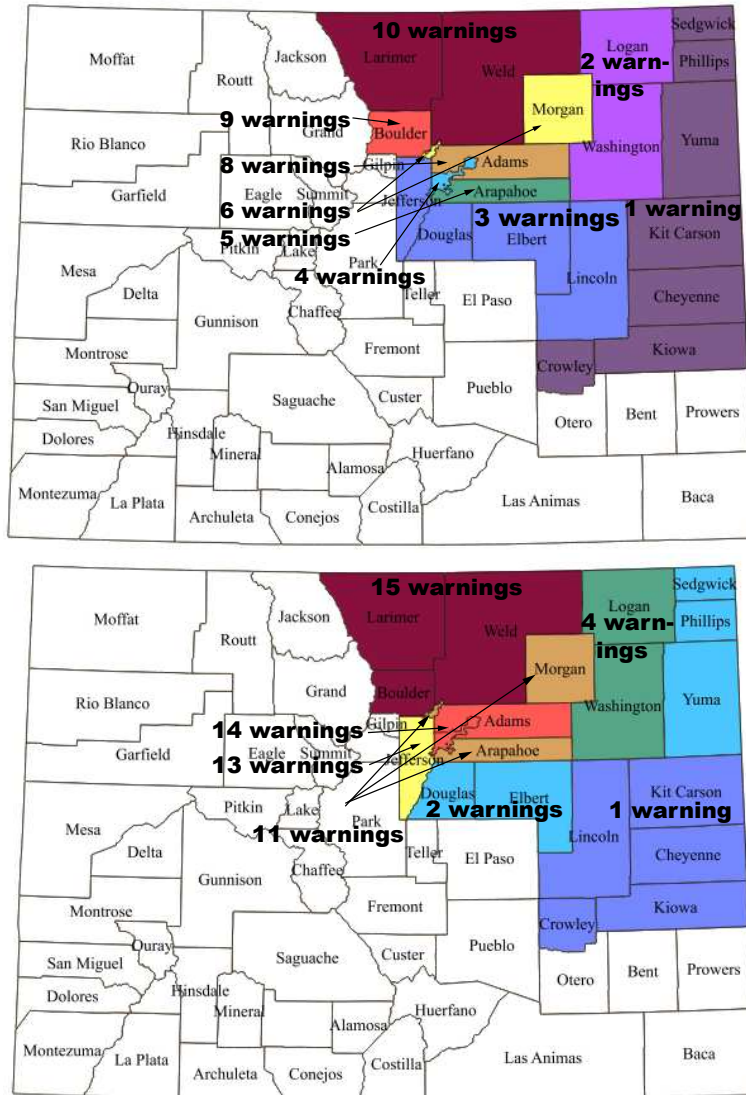 10 warnings
Sedgwick
Logan
Jackson
Larimer
Moffat
Phillips
Weld
Routt
2 warn-
ings
Morgan
9 warnings
Grand
Boulder
Rio Blanco
Yuma
Washington
8 warnings
Gilpin
Adams
Garfield
Eagle
Summit
Arapahoe
Jefferson
6 warnings
3 warnings
1 warning
5 warnings
Pitkin
Lake
Douglas
Elbert
Kit Carson
Mesa
Park
4 warnings
Lincoln
Delta
Teller
El Paso
Cheyenne
Chaffee
Gunnison
Fremont
Crowley
Kiowa
Montrose
Ouray
Pueblo
San Miguel
Saguache
Custer
Otero
Bent
Prowers
Dolores
Hinsdale
Mineral
Huerfano
Alamosa
Montezuma
La Plata
Costilla
Las Animas
Baca
Archuleta
Conejos
15 warnings
Sedgwick
Logan
Jackson
Larimer
Moffat
Phillips
Weld
Routt
4 warn-
ings
Morgan
Grand
Boulder
Rio Blanco
Yuma
Washington
14 warnings
Gilpin
Adams
Garfield
Eagle
Summit
Arapahoe
Jefferson
13 warnings
Pitkin
Lake
Douglas
Elbert
Kit Carson
2 warnings
1 warning
Mesa
Park
11 warnings
Lincoln
Delta
Teller
El Paso
Cheyenne
Chaffee
Gunnison
Fremont
Crowley
Kiowa
Montrose
Ouray
Pueblo
San Miguel
Saguache
Custer
Otero
Bent
Prowers
Dolores
Hinsdale
Mineral
Huerfano
Alamosa
Montezuma
La Plata
Costilla
Las Animas
Baca
Archuleta
Conejos